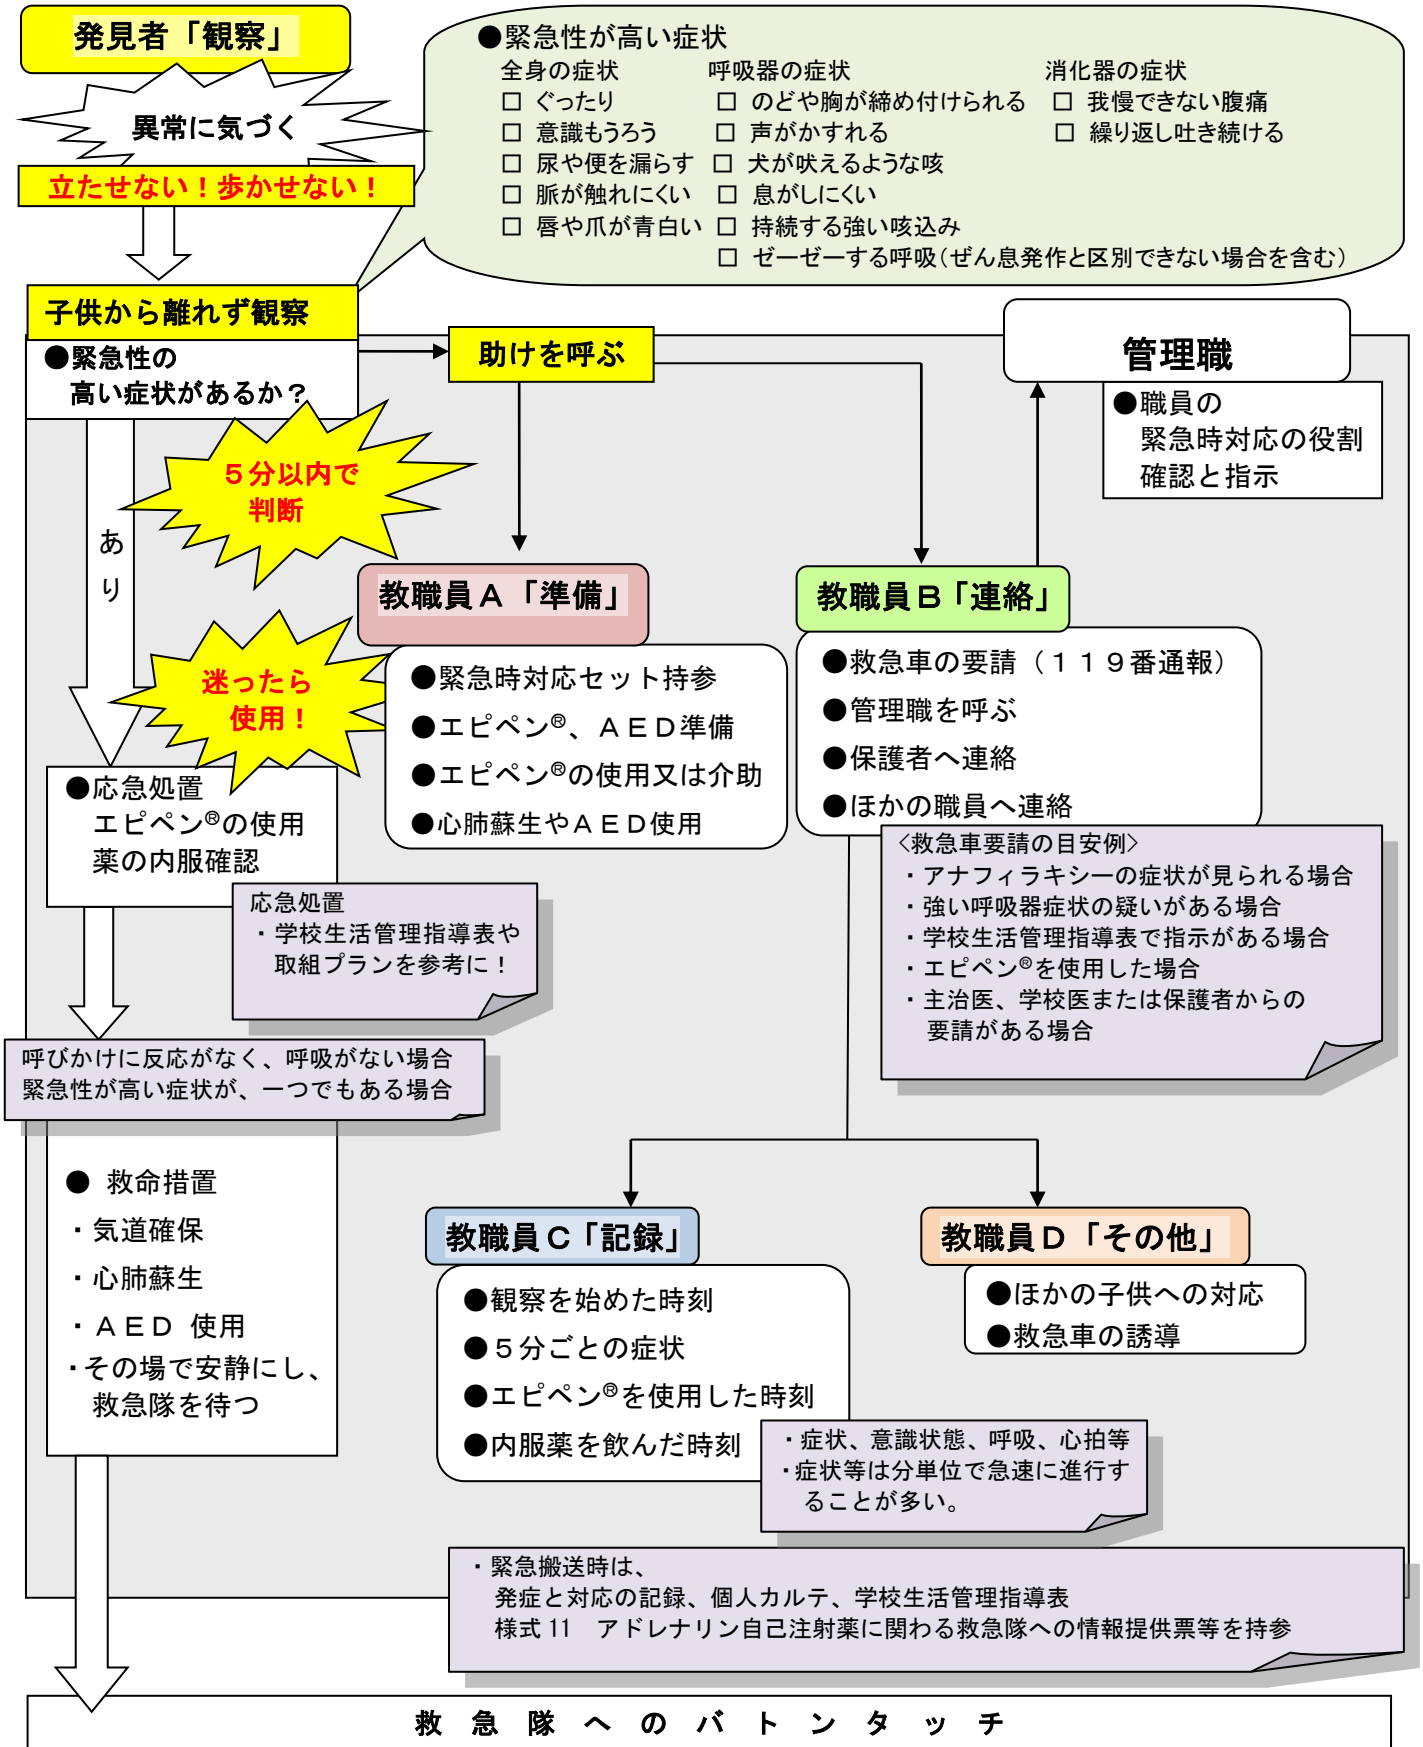 発見者「観察」
異常に気づく
立たせない！歩かせない！
●緊急性が高い症状
全身の症状
□ ぐったり
□ 意識もうろう
□ 尿や便を漏らす
□ 脈が触れにくい
□ 唇や爪が青白い
呼吸器の症状
□ のどや胸が締め付けられる
□ 声がかすれる
□ 犬が吠えるような咳
□ 息がしにくい
□ 持続する強い咳込み
□ ゼーゼーする呼吸（ぜん息発作と区別できない場合を含む）
消化器の症状
□ 我慢できない腹痛
□ 繰り返し吐き続ける
子供から離れず観察
●緊急性の
高い症状があるか？
助けを呼ぶ
管理職
●職員の
緊急時対応の役割
確認と指示
５分以内で
判断
あ
り
迷ったら
使用！
教職員Ａ「準備」
●緊急時対応セット持参
●エピペン®、ＡＥＤ準備
●エピペン®の使用又は介助
●心肺蘇生やＡＥＤ使用
教職員Ｂ「連絡」
●救急車の要請（１１９番通報）
●管理職を呼ぶ
●保護者へ連絡
●ほかの職員へ連絡
<救急車要請の目安例>
・アナフィラキシーの症状が見られる場合
・強い呼吸器症状の疑いがある場合
・学校生活管理指導表で指示がある場合
・エピペン®を使用した場合
・主治医、学校医または保護者からの
要請がある場合
●応急処置
エピペン®の使用
薬の内服確認
応急処置
・学校生活管理指導表や
取組プランを参考に！
呼びかけに反応がなく、呼吸がない場合
緊急性が高い症状が、一つでもある場合
● 救命措置
・気道確保
・心肺蘇生
・ＡＥＤ 使用
・その場で安静にし、
救急隊を待つ
教職員Ｃ「記録」
●観察を始めた時刻
●５分ごとの症状
●エピペン®を使用した時刻
●内服薬を飲んだ時刻
・症状、意識状態、呼吸、心拍等
・症状等は分単位で急速に進行す
ることが多い。
教職員Ｄ「その他」
●ほかの子供への対応
●救急車の誘導
・緊急搬送時は、
発症と対応の記録、個人カルテ、学校生活管理指導表
様式 11　アドレナリン自己注射薬に関わる救急隊への情報提供票等を持参
救　急　隊　へ　の　バ　ト　ン　タ　ッ　チ